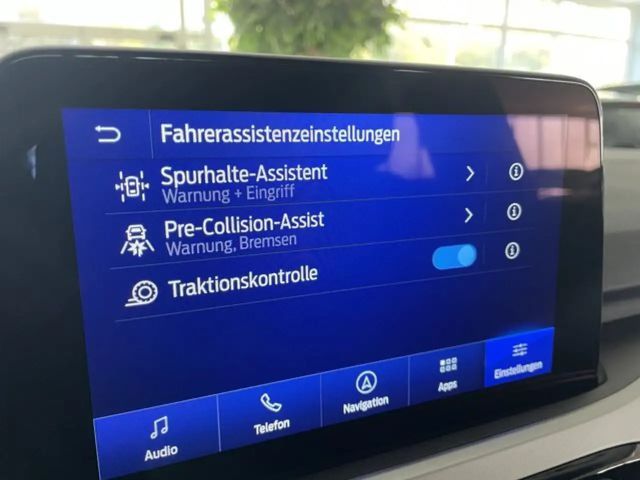 Fahrerassistenzeinstellungen
Spurhalte-Assistent
Warnung + Eingriff
Pre-Collision-Assist
Warnung, Bremsen
Traktionskontrolle
Audio
Telefon
Navigation
Apps
Einstellungen